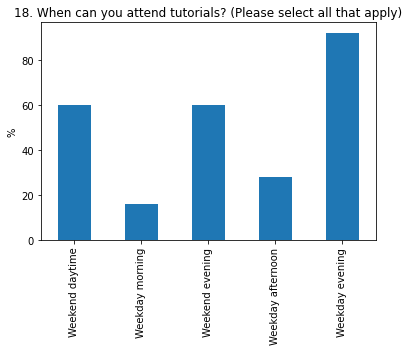 18. When can you attend tutorials? (Please select all that apply)
80
60
40
20
0
%
Weekend daytime
Weekday morning
Weekend evening
Weekday afternoon
Weekday evening